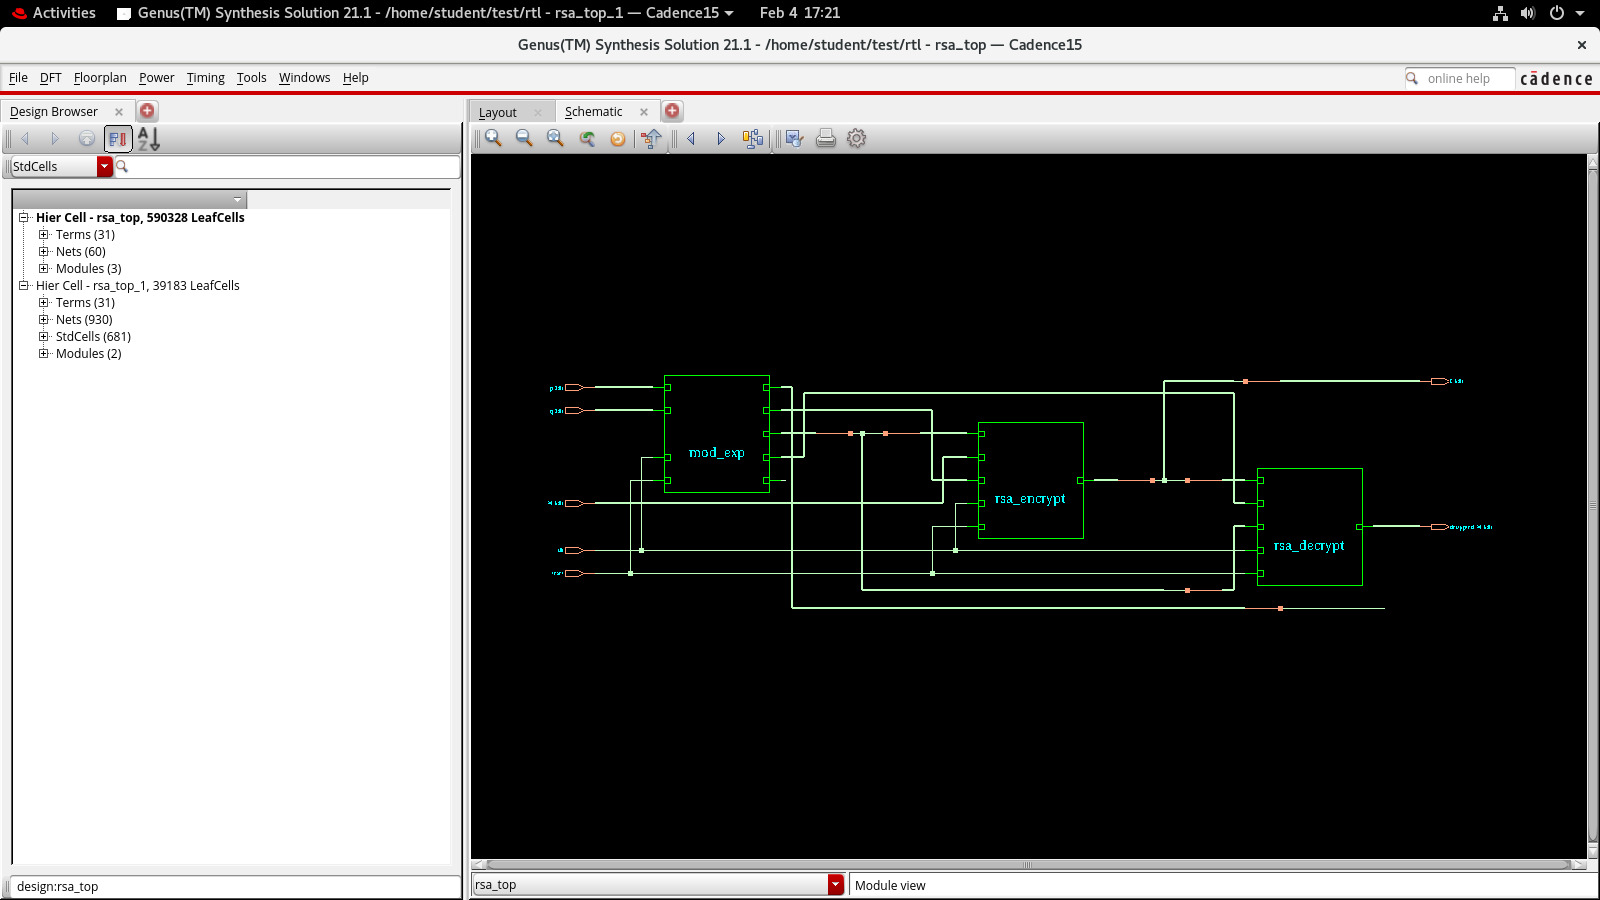 Activities
Genus(TM) Synthesis Solution 21.1 - /home/student/test/rtl - rsa_top_1 — Cadence15
Feb 4 17:21
Genus(TM) Synthesis Solution 21.1 - /home/student/test/rtl - rsa_top — Cadence15
File DFT Floorplan Power Timing Tools Windows Help
online help
cādence
Design Browser
Layout
Schematic
A
Z
StdCells
Hier Cell - rsa_top, 590328 LeafCells
Terms (31)
Nets (60)
Modules (3)
Hier Cell - rsa_top_1, 39183 LeafCells
Terms (31)
Nets (930)
StdCells (681)
Modules (2)
mod_exp
rsa_encrypt
rsa_decrypt
design:rsa_top
rsa_top
Module view